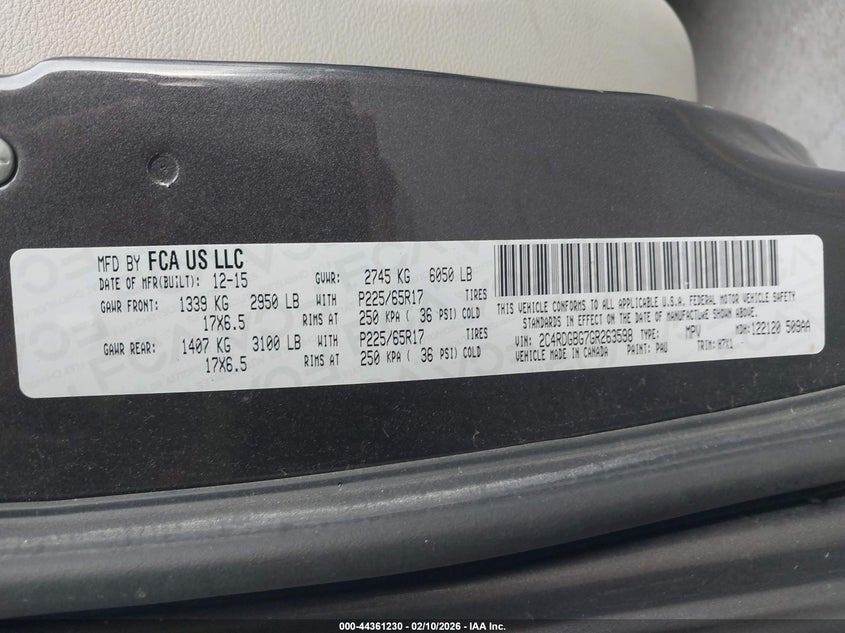 MFD BY FCA US LLC
DATE OF MFR(BUILT): 12-15 GVWR: 2745 KG 6050 LB
GAWR FRONT: 1339 KG 2950 LB WITH P225/65R17 TIRES
17X6.5 RIMS AT 250 KPA ( 36 PSI) COLD
GAWR REAR: 1407 KG 3100 LB WITH P225/65R17 TIRES
17X6.5 RIMS AT 250 KPA ( 36 PSI) COLD
THIS VEHICLE CONFORMS TO ALL APPLICABLE U.S.A. FEDERAL MOTOR VEHICLE SAFETY
STANDARDS IN EFFECT ON THE DATE OF MANUFACTURE SHOWN ABOVE.
VIN: 2C4RDGBG7GR263598 TYPE: MPV MDH: 122120 509AA
MADE IN CANADA PAINT: PAU TRIM: H7X1
000-44361230 - 02/10/2026 - IAA Inc.